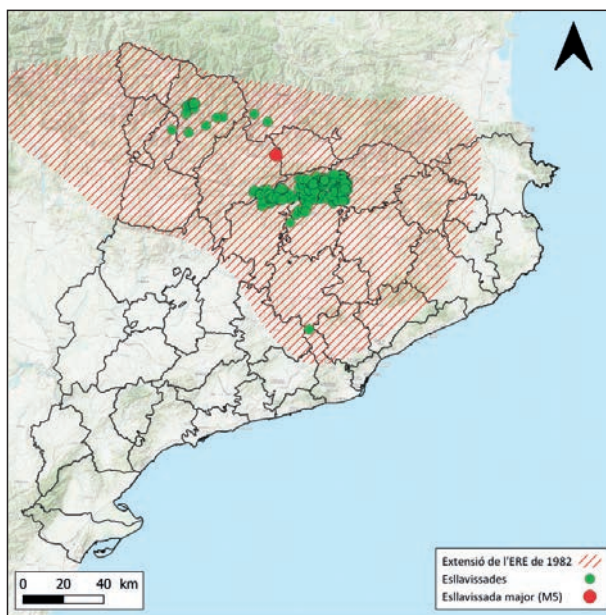 0 20 40 km
Extensió de l'ERE de 1982
Esllavissades
Esllavissada major (M5)